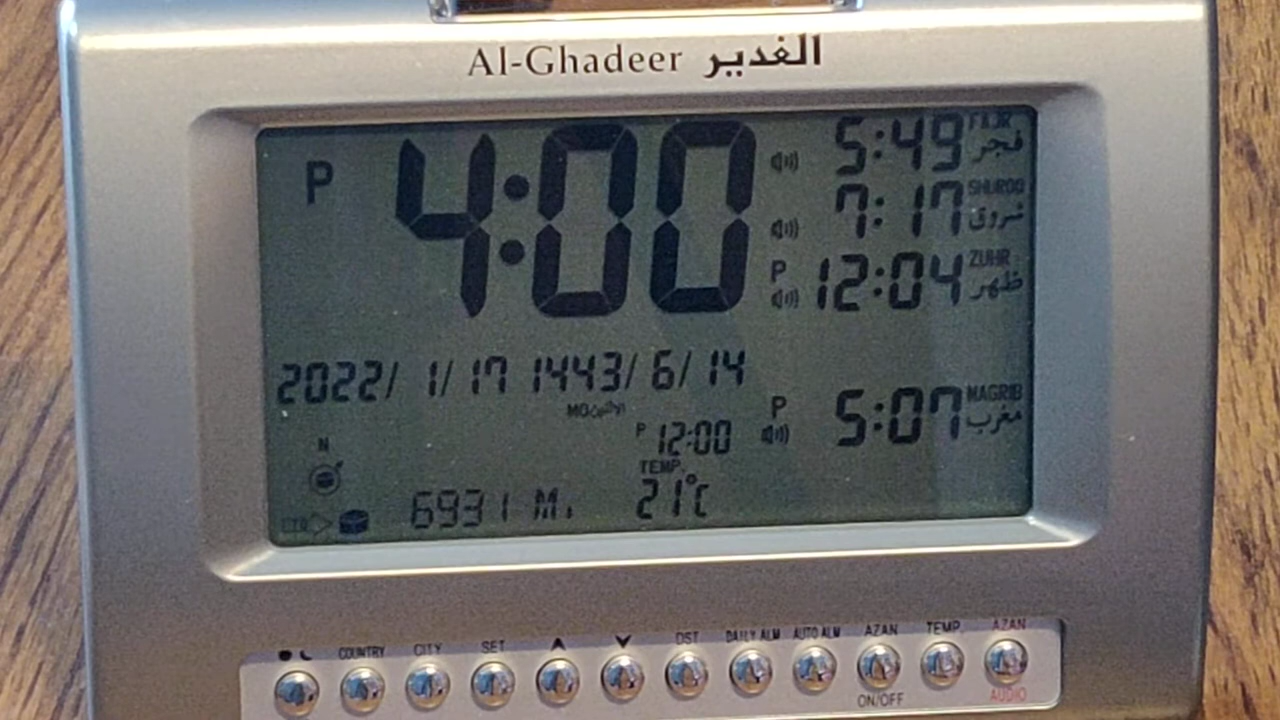 Al-Ghadeer الغدير
P 4:00
5:49 FAJR فجر
7:17 SHUROQ شروق
P 12:04 ZUHR ظهر
2022/ 1/17 1443/ 6/14
MO الاثنين
P 5:07 MAGRIB مغرب
P 12:00
N
TEMP.
6931 M. 21°C
COUNTRY CITY SET DST DAILY ALM AUTO ALM AZAN TEMP. AZAN
ON/OFF AUDIO